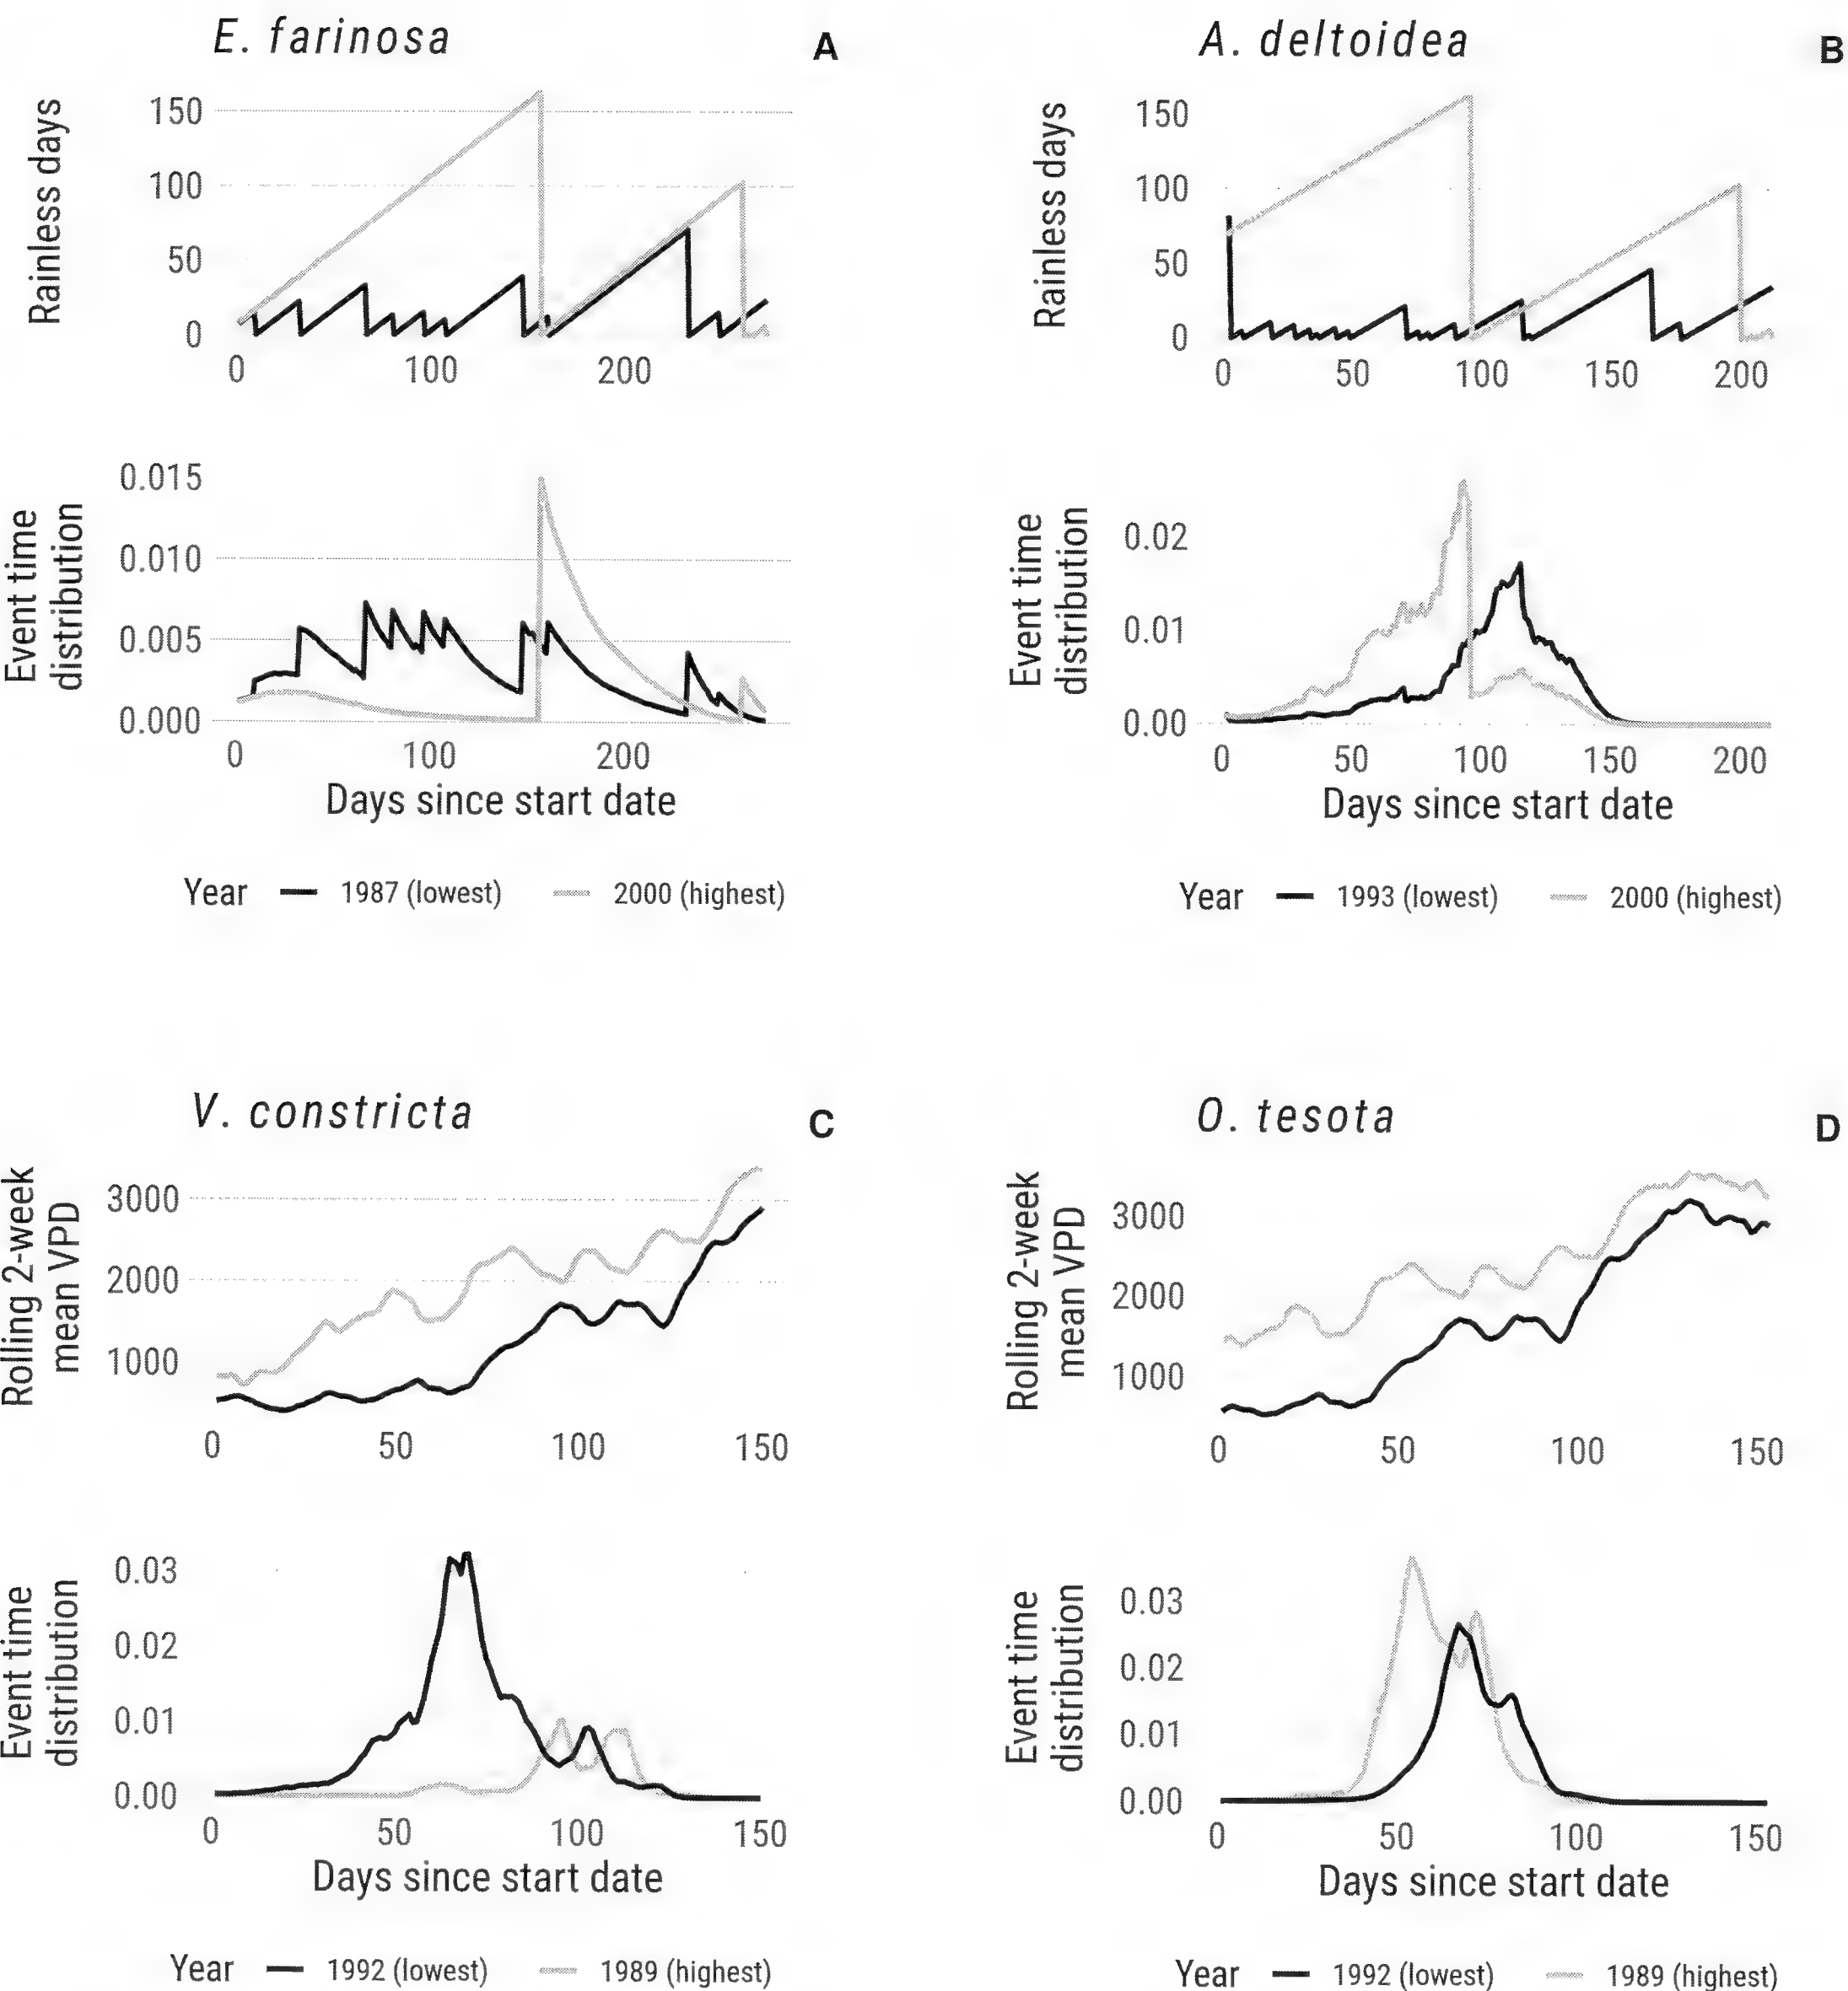 E. farinosa
A
Rainless days
150
100
50
0
0 100 200
Event time
distribution
0.015
0.010
0.005
0.000
0 100 200
Days since start date
Year 1987 (lowest) 2000 (highest)
A. deltoidea
B
Rainless days
150
100
50
0
0 50 100 150 200
Event time
distribution
0.02
0.01
0.00
0 50 100 150 200
Days since start date
Year 1993 (lowest) 2000 (highest)
V. constricta
C
Rolling 2-week
mean VPD
3000
2000
1000
0 50 100 150
Event time
distribution
0.03
0.02
0.01
0.00
0 50 100 150
Days since start date
Year 1992 (lowest) 1989 (highest)
O. tesota
D
Rolling 2-week
mean VPD
3000
2000
1000
0 50 100 150
Event time
distribution
0.03
0.02
0.01
0.00
0 50 100 150
Days since start date
Year 1992 (lowest) 1989 (highest)